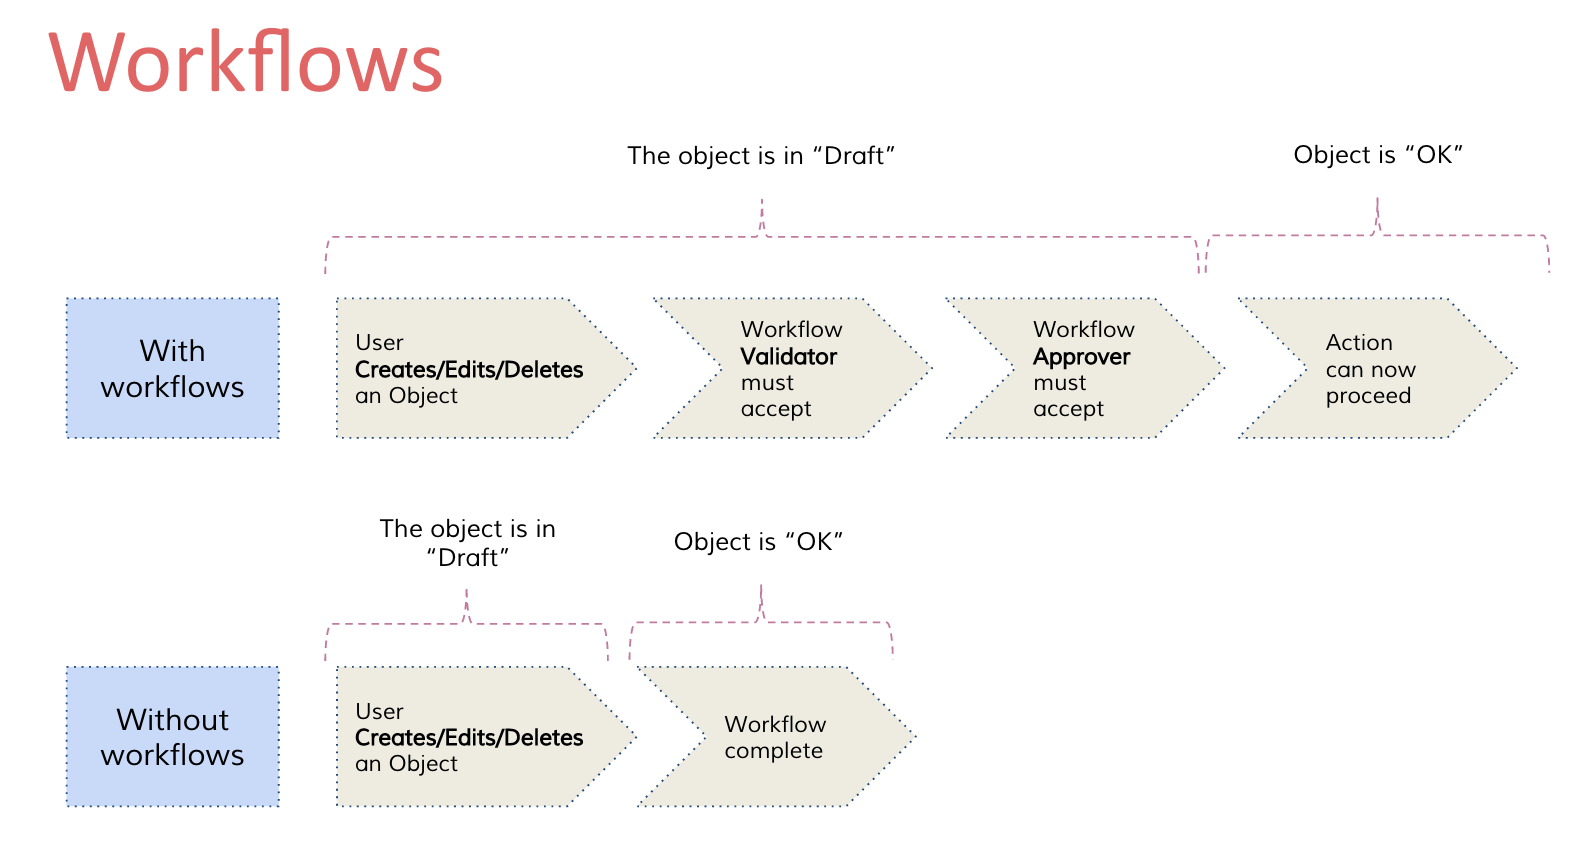 Workflows
The object is in “Draft”
Object is “OK”
With
workflows
User
Creates/Edits/Deletes
an Object
Workflow
Validator
must
accept
Workflow
Approver
must
accept
Action
can now
proceed
The object is in
“Draft”
Object is “OK”
Without
workflows
User
Creates/Edits/Deletes
an Object
Workflow
complete